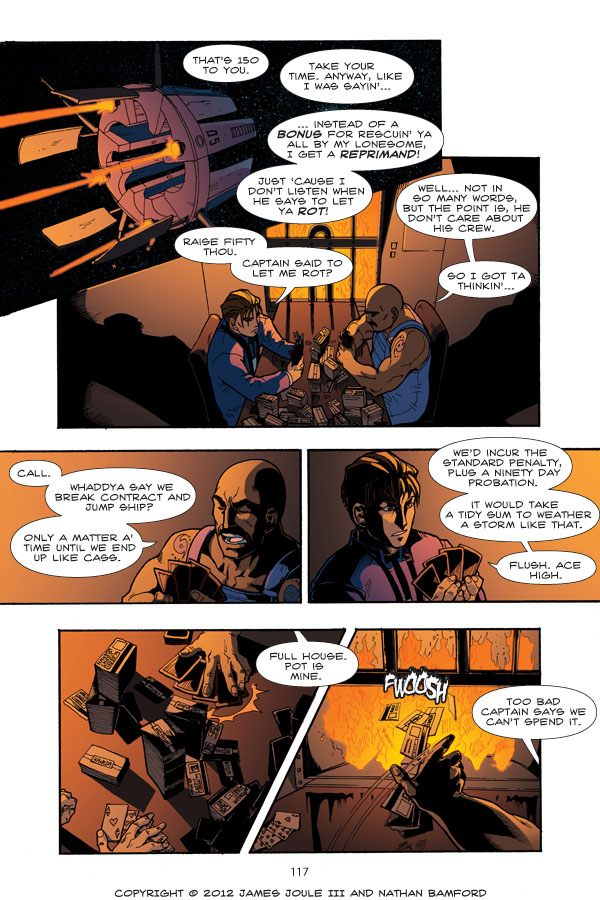 THAT'S 150
TO YOU.
TAKE YOUR
TIME. ANYWAY, LIKE
I WAS SAYIN'...
... INSTEAD OF A
BONUS FOR RESCUIN' YA
ALL BY MY LONESOME,
I GET A REPRIMAND!
JUST 'CAUSE I
DON'T LISTEN WHEN
HE SAYS TO LET
YA ROT!
RAISE FIFTY
THOU.
CAPTAIN SAID TO
LET ME ROT?
WELL... NOT IN
SO MANY WORDS,
BUT THE POINT IS, HE
DON'T CARE ABOUT
HIS CREW.
SO I GOT TA
THINKIN'...
D5
CALL.
WHADDYA SAY WE
BREAK CONTRACT AND
JUMP SHIP?
ONLY A MATTER A'
TIME UNTIL WE END
UP LIKE CASS.
WE'D INCUR THE
STANDARD PENALTY,
PLUS A NINETY DAY
PROBATION.
IT WOULD TAKE
A TIDY SUM TO WEATHER
A STORM LIKE THAT.
FLUSH. ACE
HIGH.
FULL HOUSE.
POT IS
MINE.
FWOOSH
TOO BAD
CAPTAIN SAYS WE
CAN'T SPEND IT.
117
COPYRIGHT © 2012 JAMES JOULE III AND NATHAN BAMFORD